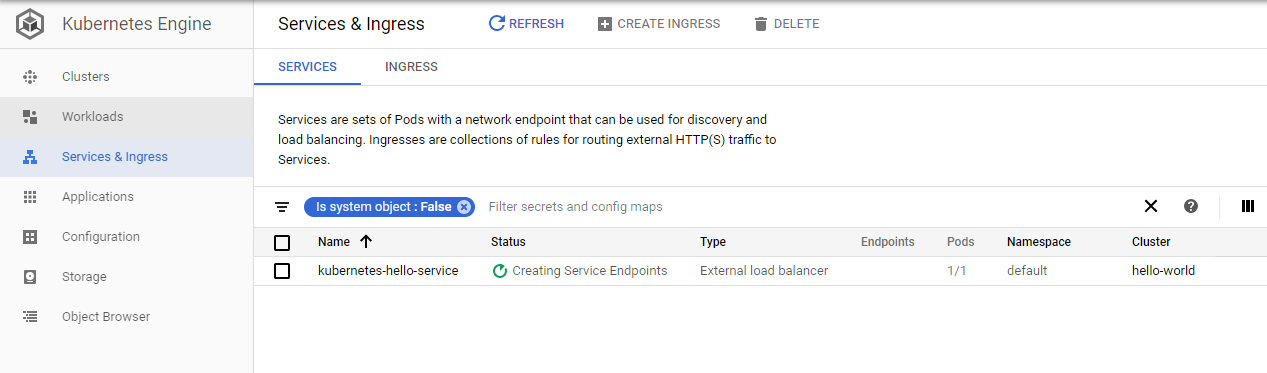 Kubernetes Engine
Services & Ingress
REFRESH
CREATE INGRESS
DELETE
Clusters
Workloads
Services & Ingress
Applications
Configuration
Storage
Object Browser
SERVICES
INGRESS
Services are sets of Pods with a network endpoint that can be used for discovery and
load balancing. Ingresses are collections of rules for routing external HTTP(S) traffic to
Services.
Is system object : False
Filter secrets and config maps
Name Status Type Endpoints Pods Namespace Cluster
kubernetes-hello-service Creating Service Endpoints External load balancer 1/1 default hello-world